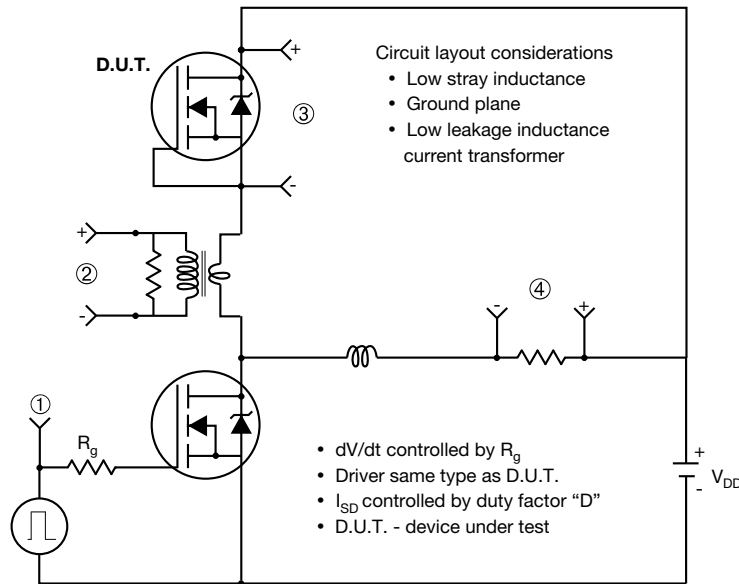 D.U.T.
+
③
-
Circuit layout considerations
• Low stray inductance
• Ground plane
• Low leakage inductance
current transformer
+
②
-
-
④
+
①
R_g
• dV/dt controlled by R_g
• Driver same type as D.U.T.
• I_SD controlled by duty factor “D”
• D.U.T. - device under test
+
V_DD
-